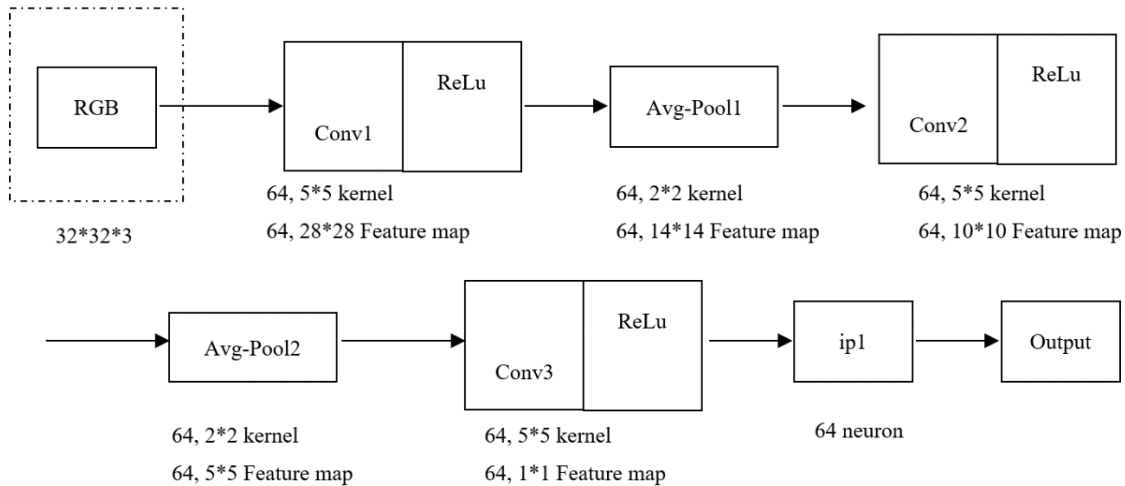 RGB
Conv1
ReLu
Avg-Pool1
Conv2
ReLu
32*32*3
64, 5*5 kernel
64, 28*28 Feature map
64, 2*2 kernel
64, 14*14 Feature map
64, 5*5 kernel
64, 10*10 Feature map
Avg-Pool2
Conv3
ReLu
ip1
Output
64, 2*2 kernel
64, 5*5 Feature map
64, 5*5 kernel
64, 1*1 Feature map
64 neuron